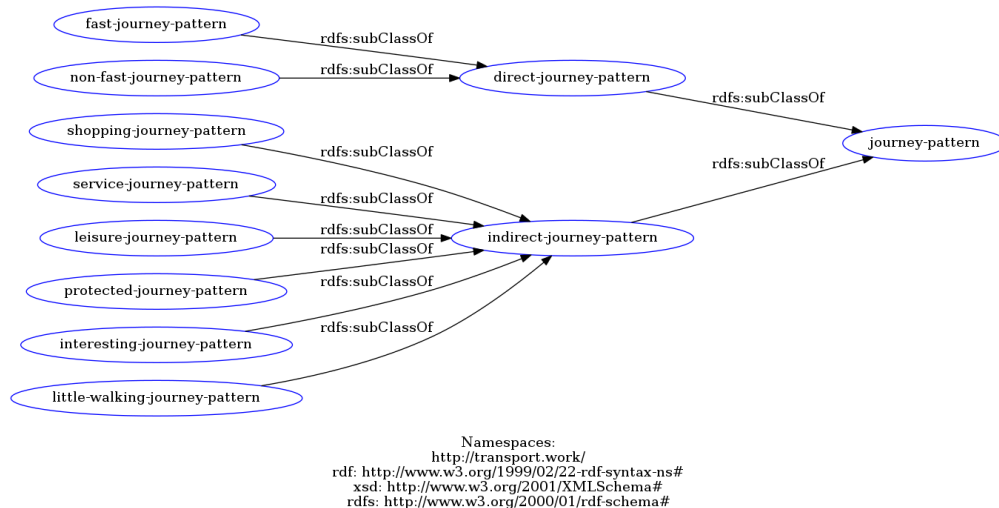 fast-journey-pattern
rdfs:subClassOf
non-fast-journey-pattern
rdfs:subClassOf
direct-journey-pattern
rdfs:subClassOf
shopping-journey-pattern
rdfs:subClassOf
journey-pattern
rdfs:subClassOf
service-journey-pattern
rdfs:subClassOf
leisure-journey-pattern
rdfs:subClassOf
indirect-journey-pattern
rdfs:subClassOf
protected-journey-pattern
rdfs:subClassOf
interesting-journey-pattern
rdfs:subClassOf
little-walking-journey-pattern
Namespaces:
http://transport.work/
rdf: http://www.w3.org/1999/02/22-rdf-syntax-ns#
xsd: http://www.w3.org/2001/XMLSchema#
rdfs: http://www.w3.org/2000/01/rdf-schema#